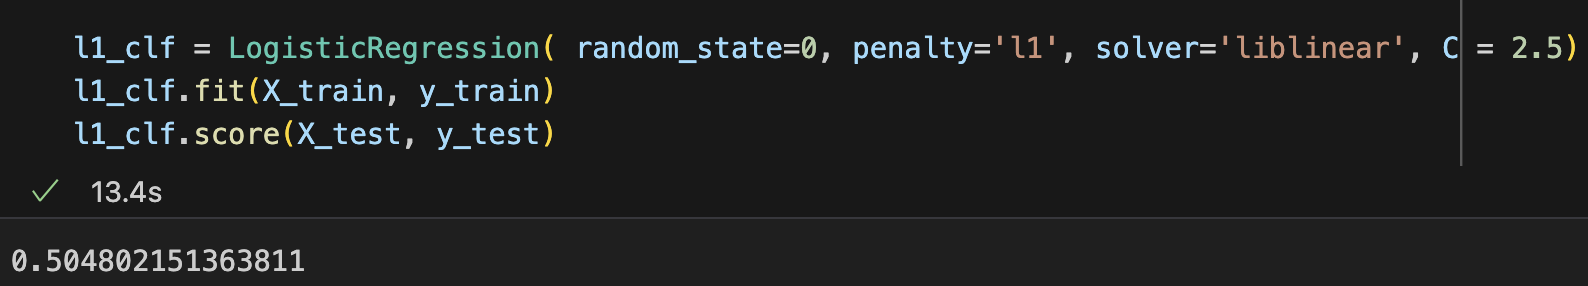 l1_clf = LogisticRegression( random_state=0, penalty='l1', solver='liblinear', C = 2.5)
l1_clf.fit(X_train, y_train)
l1_clf.score(X_test, y_test)
13.4s
0.504802151363811